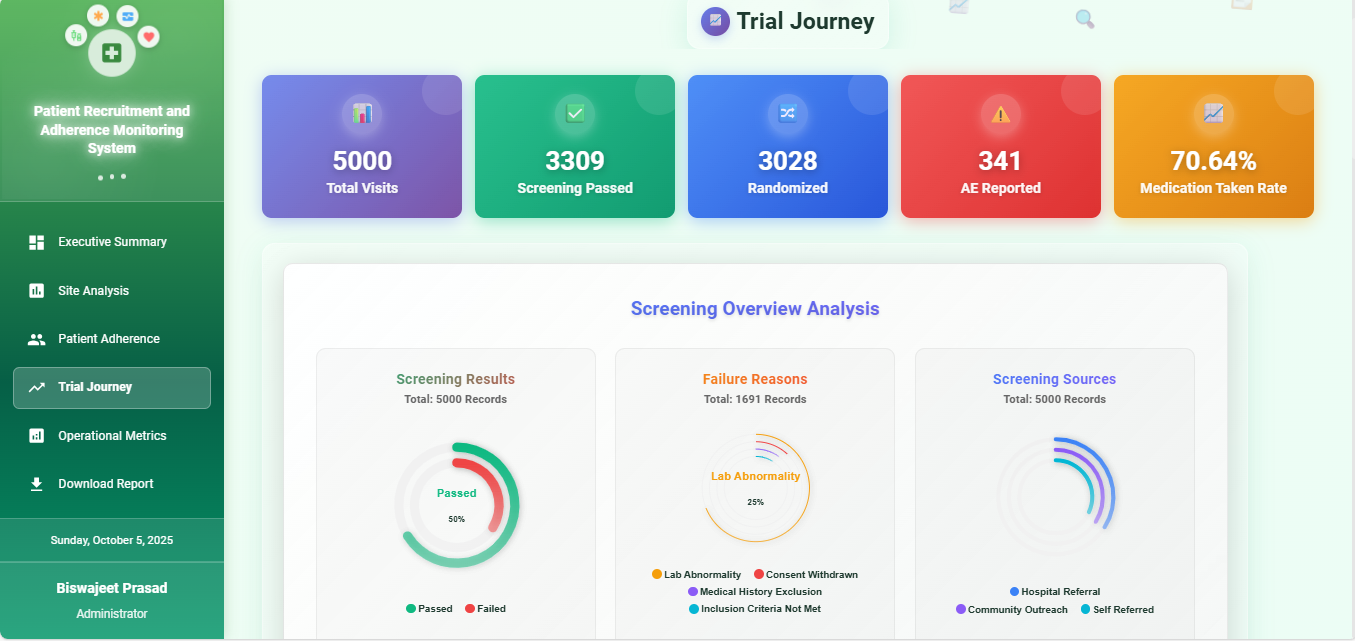 Patient Recruitment and
Adherence Monitoring
System
Executive Summary
Site Analysis
Patient Adherence
Trial Journey
Operational Metrics
Download Report
Sunday, October 5, 2025
Biswajeet Prasad
Administrator
Trial Journey
5000
Total Visits
3309
Screening Passed
3028
Randomized
341
AE Reported
70.64%
Medication Taken Rate
Screening Overview Analysis
Screening Results
Total: 5000 Records
Passed
50%
Passed Failed
Failure Reasons
Total: 1691 Records
Lab Abnormality
25%
Lab Abnormality Consent Withdrawn
Medical History Exclusion
Inclusion Criteria Not Met
Screening Sources
Total: 5000 Records
Hospital Referral
Community Outreach Self Referred